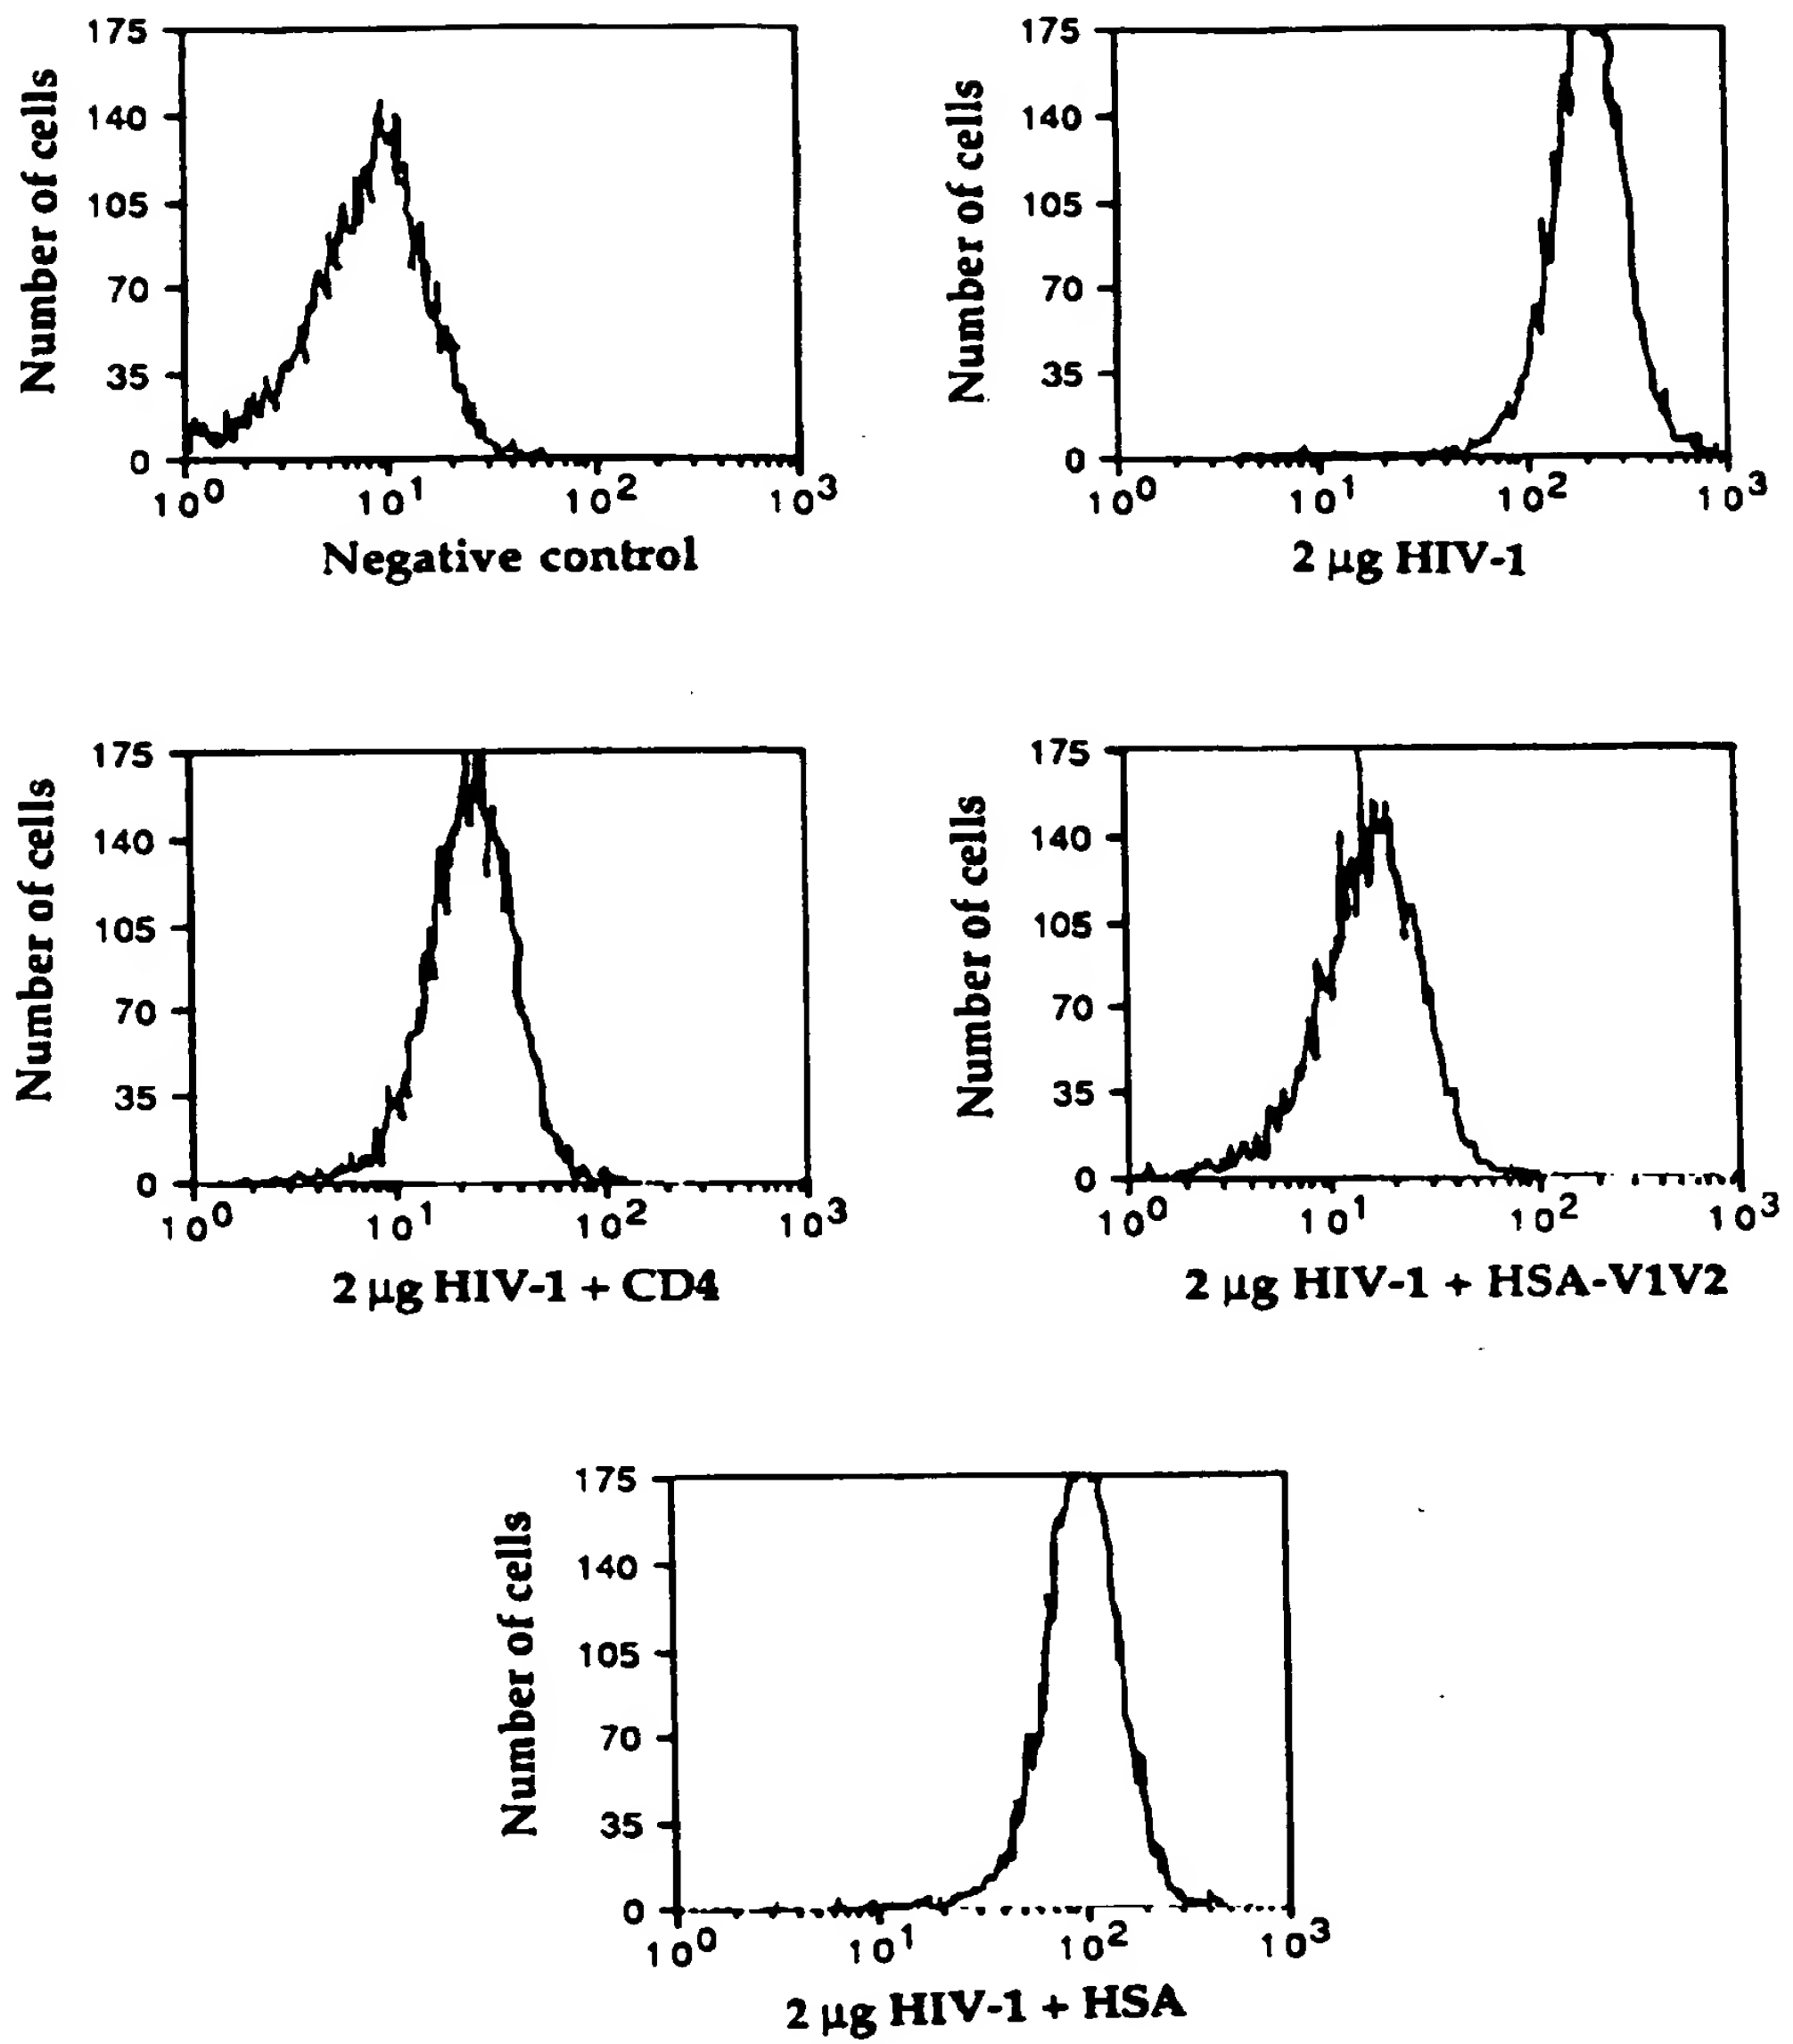 175
140
105
70
35
0
Number of cells
10⁰ 10¹ 10² 10³
Negative control
175
140
105
70
35
0
Number of cells
10⁰ 10¹ 10² 10³
2 µg HIV-1
175
140
105
70
35
0
Number of cells
10⁰ 10¹ 10² 10³
2 µg HIV-1 + CD4
175
140
105
70
35
0
Number of cells
10⁰ 10¹ 10² 10³
2 µg HIV-1 + HSA-V1V2
175
140
105
70
35
0
Number of cells
10⁰ 10¹ 10² 10³
2 µg HIV-1 + HSA